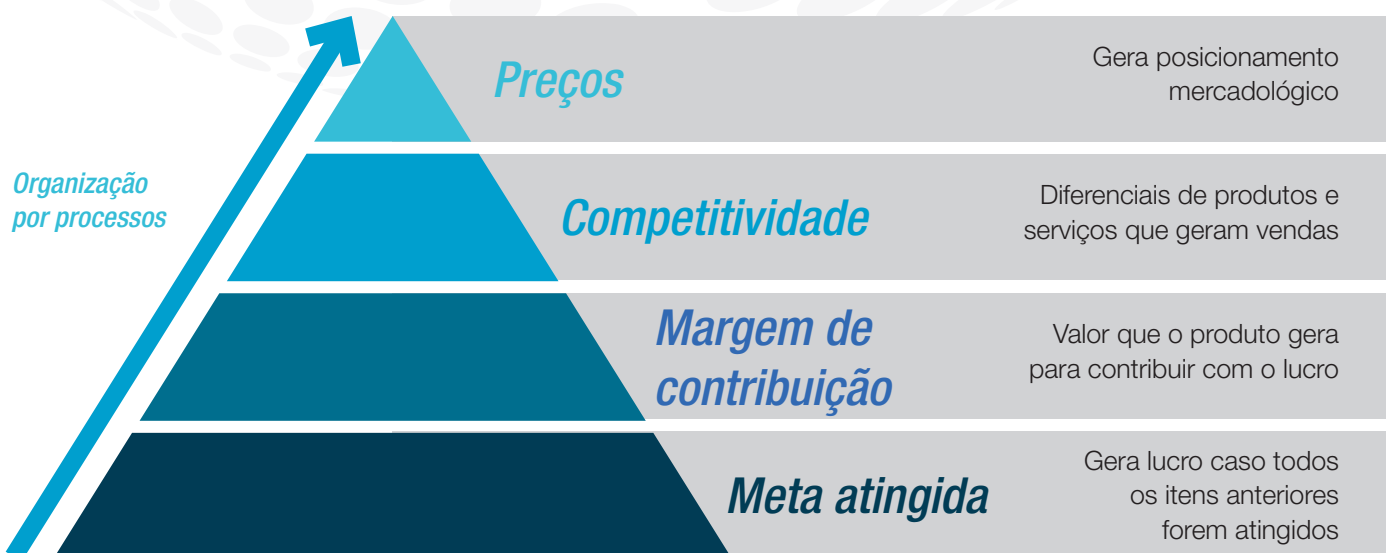 Preços
Gera posicionamento
mercadológico
Organização
por processos
Competitividade
Diferenciais de produtos e
serviços que geram vendas
Margem de
contribuição
Valor que o produto gera
para contribuir com o lucro
Meta atingida
Gera lucro caso todos
os itens anteriores
forem atingidos